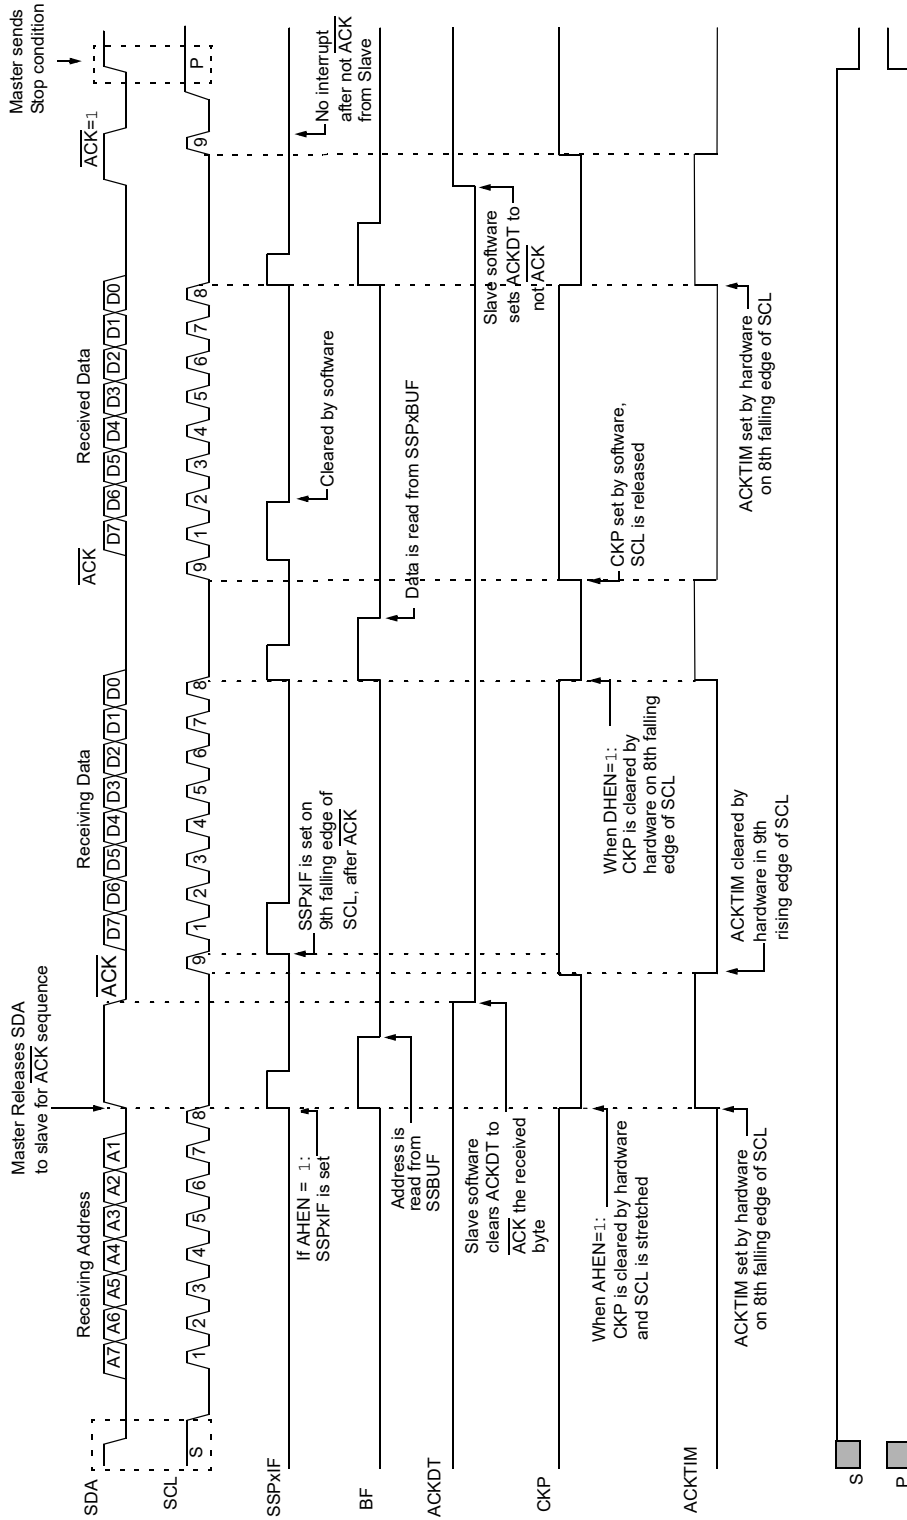 Master Releases SDA
to slave for ACK sequence
Master sends
Stop condition
Receiving Address
Receiving Data
Received Data
ACK
ACK
ACK=1
SDA
A7 A6 A5 A4 A3 A2 A1
D7 D6 D5 D4 D3 D2 D1 D0
D7 D6 D5 D4 D3 D2 D1 D0
SCL
S
1 2 3 4 5 6 7 8 9
1 2 3 4 5 6 7 8 9
1 2 3 4 5 6 7 8 9
P
SSPxIF
If AHEN = 1:
SSPxIF is set
SSPxIF is set on
9th falling edge of
SCL, after ACK
Cleared by software
No interrupt
after not ACK
from Slave
BF
Address is
read from
SSBUF
Data is read from SSPxBUF
ACKDT
Slave software
clears ACKDT to
ACK the received
byte
Slave software
sets ACKDT to
not ACK
CKP
When AHEN=1:
CKP is cleared by hardware
and SCL is stretched
When DHEN=1:
CKP is cleared by
hardware on 8th falling
edge of SCL
CKP set by software,
SCL is released
ACKTIM
ACKTIM set by hardware
on 8th falling edge of SCL
ACKTIM cleared by
hardware in 9th
rising edge of SCL
ACKTIM set by hardware
on 8th falling edge of SCL
S
P